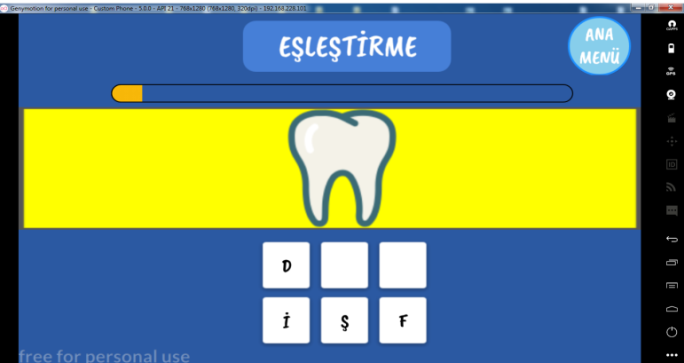 Genymotion for personal use - Custom Phone - 5.0.0 - API 21 - 768x1280 (768x1280, 320dpi) - 192.168.228.101
EŞLEŞTİRME
ANA
MENÜ
GPS
D
İ Ş F
free for personal use